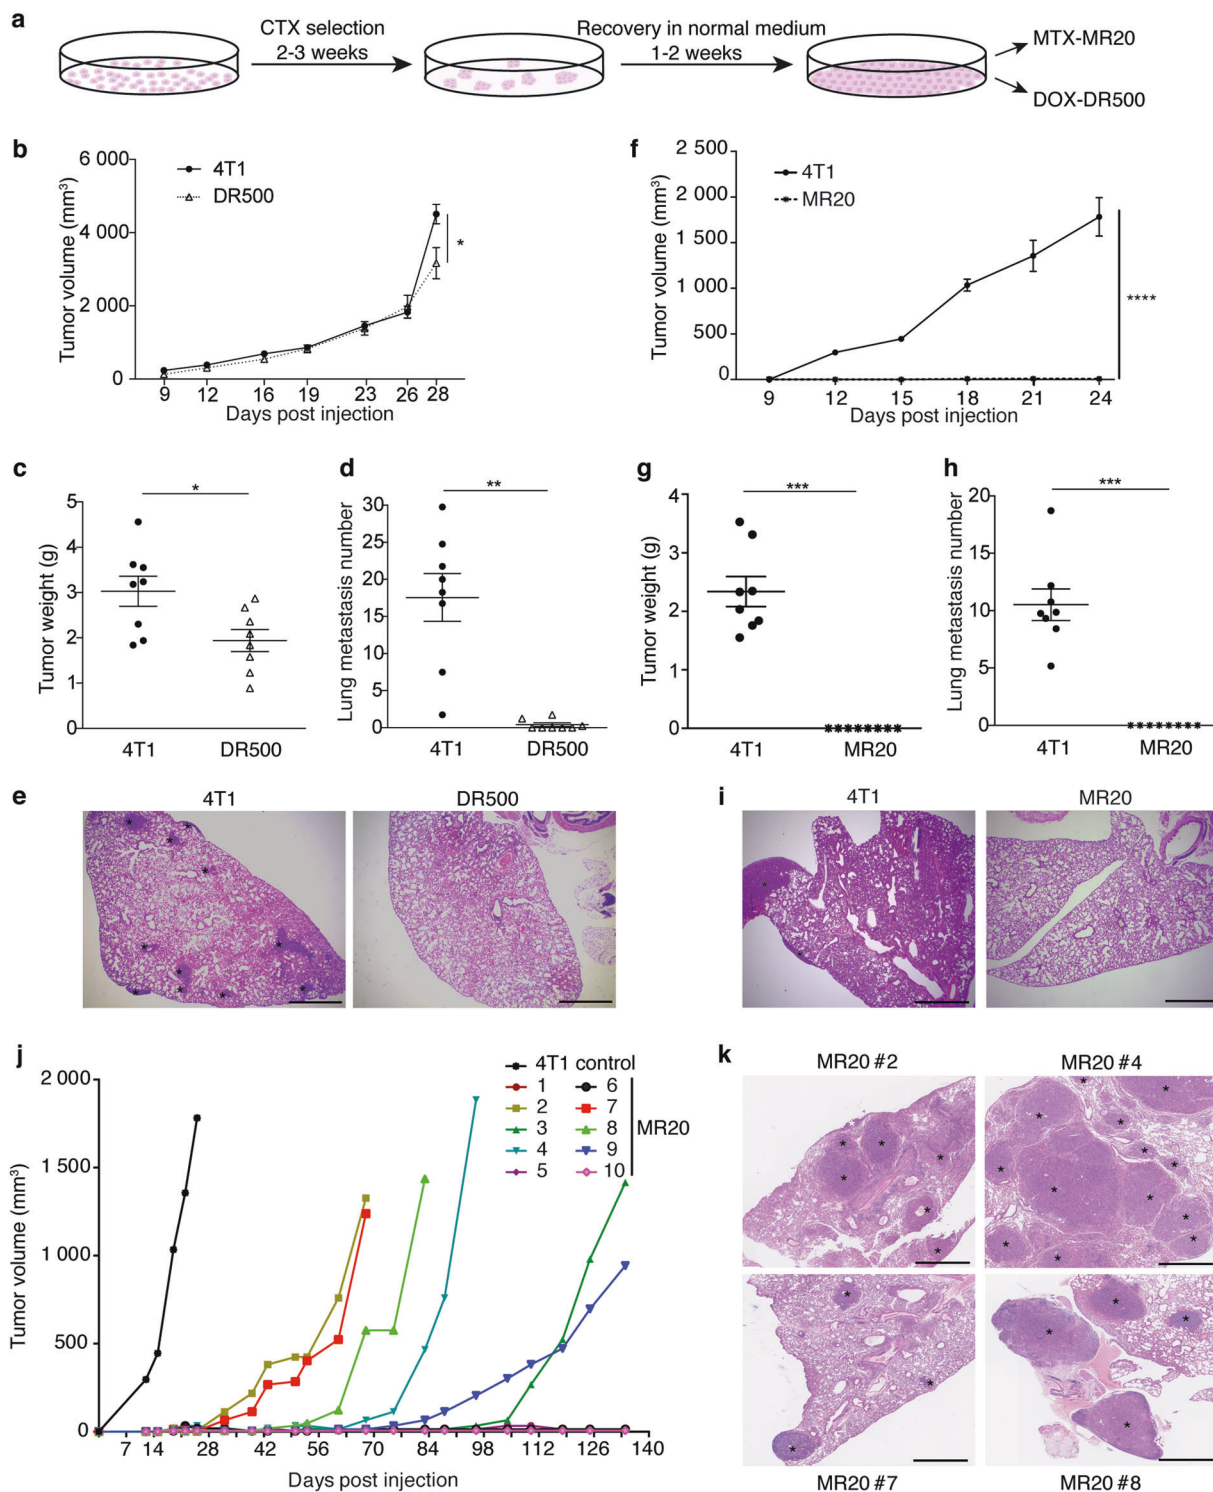 a
CTX selection
2-3 weeks
Recovery in normal medium
1-2 weeks
MTX-MR20
DOX-DR500
b
Tumor volume (mm³)
6 000
4 000
2 000
0
4T1
DR500
*
9 12 16 19 23 26 28
Days post injection
f
Tumor volume (mm³)
2 500
2 000
1 500
1 000
500
0
4T1
MR20
****
9 12 15 18 21 24
Days post injection
c
Tumor weight (g)
5
4
3
2
1
0
*
4T1 DR500
d
Lung metastasis number
30
25
20
15
10
5
0
**
4T1 DR500
g
Tumor weight (g)
4
3
2
1
0
***
4T1 MR20
h
Lung metastasis number
20
15
10
5
0
***
4T1 MR20
e
4T1 DR500
i
4T1 MR20
j
Tumor volume (mm³)
2 000
1 500
1 000
500
0
4T1 control
1 6
2 7
3 8
4 9
5 10
MR20
7 14 28 42 56 70 84 98 112 126 140
Days post injection
k
MR20 #2 MR20 #4
MR20 #7 MR20 #8